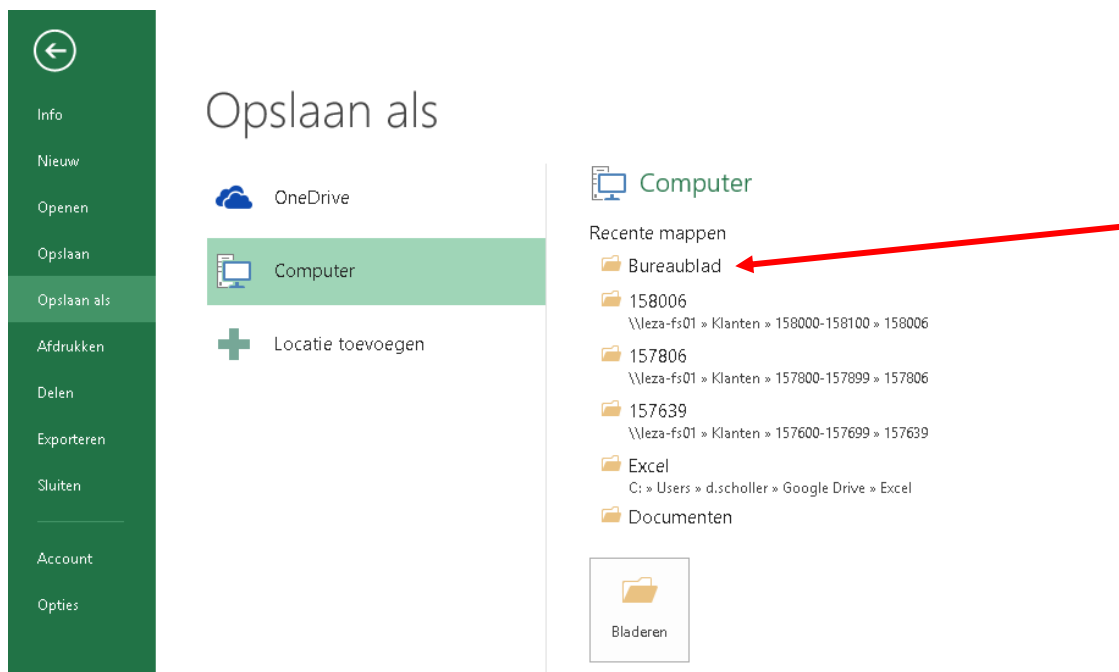 Info
Nieuw
Openen
Opslaan
Opslaan als
Afdrukken
Delen
Exporteren
Sluiten
Account
Opties
Opslaan als
OneDrive
Computer
Locatie toevoegen
Computer
Recente mappen
Bureaublad
158006
\\leza-fs01 » Klanten » 158000-158100 » 158006
157806
\\leza-fs01 » Klanten » 157800-157899 » 157806
157639
\\leza-fs01 » Klanten » 157600-157699 » 157639
Excel
C: » Users » d.scholler » Google Drive » Excel
Documenten
Bladeren